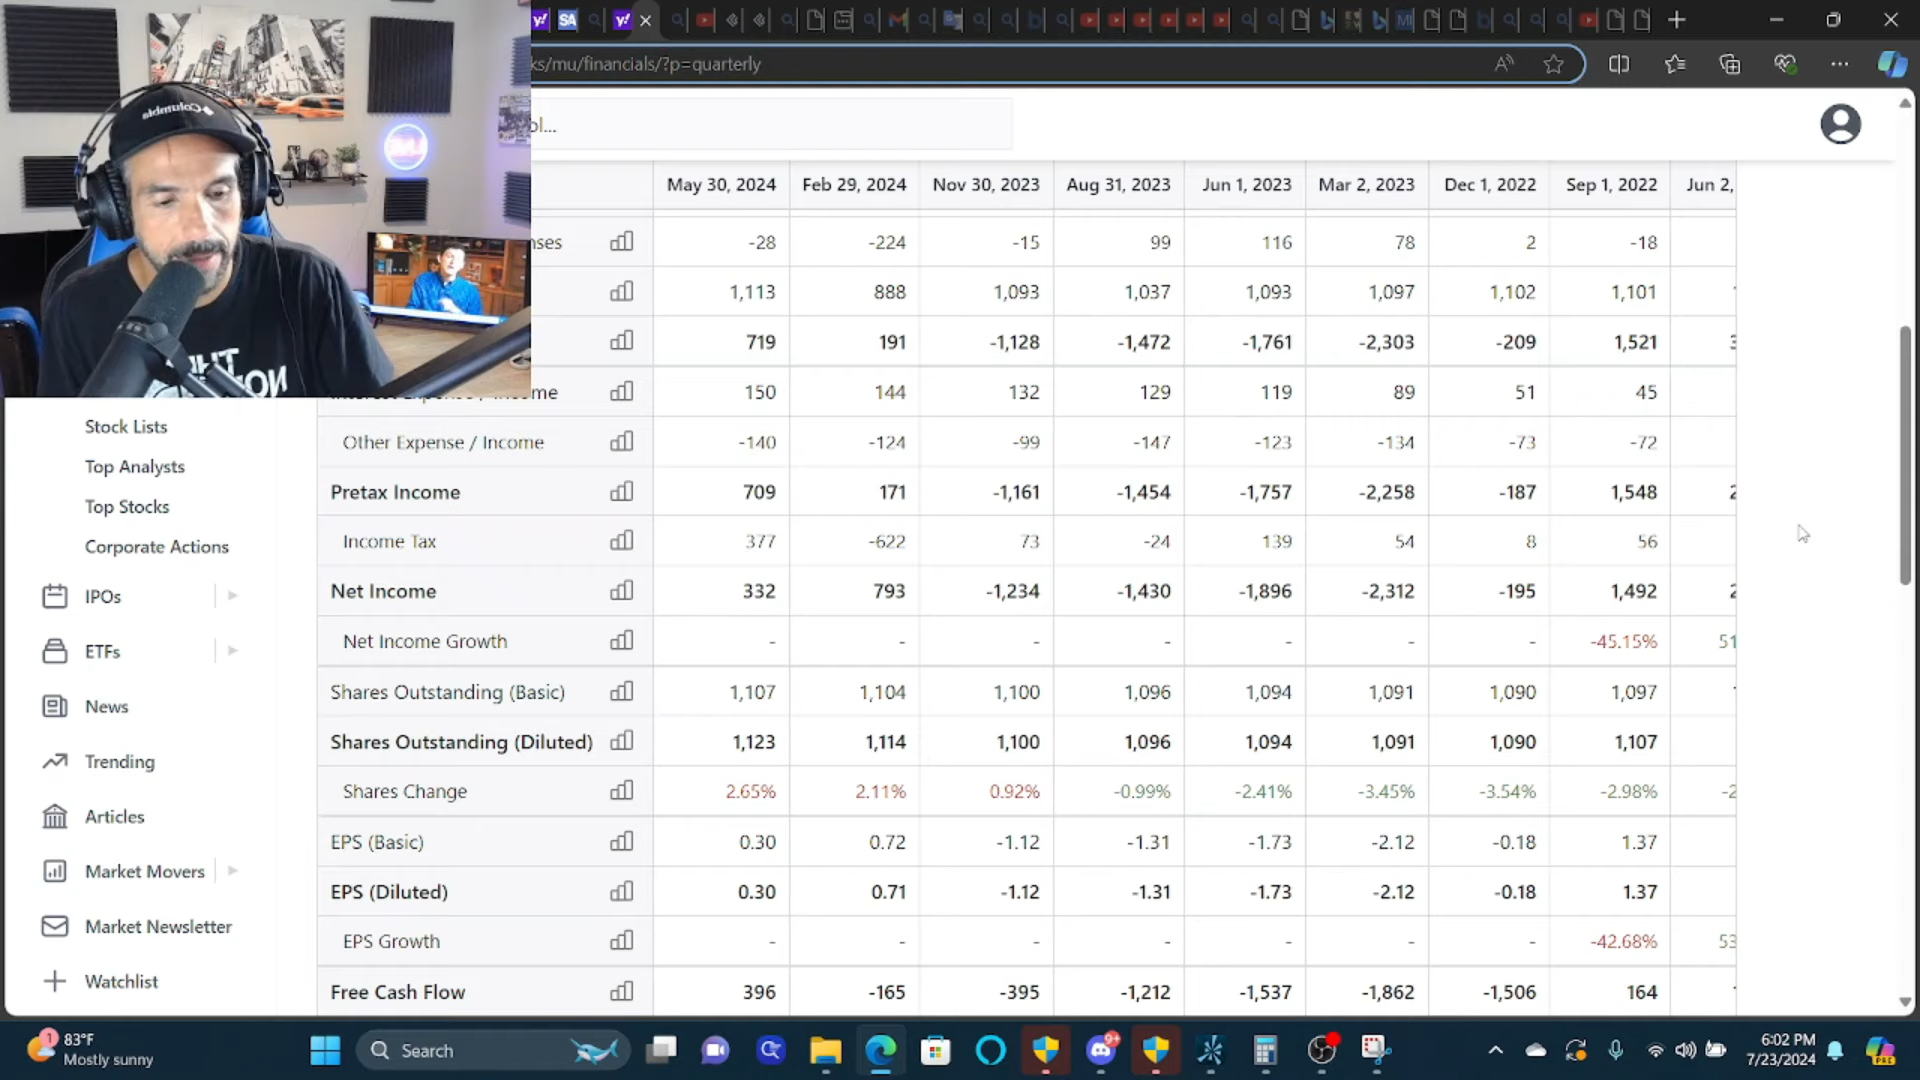 ks/mu/financials/?p=quarterly
ol...
Columbia
May 30, 2024 Feb 29, 2024 Nov 30, 2023 Aug 31, 2023 Jun 1, 2023 Mar 2, 2023 Dec 1, 2022 Sep 1, 2022 Jun 2,
nses -28 -224 -15 99 116 78 2 -18
1,113 888 1,093 1,037 1,093 1,097 1,102 1,101
719 191 -1,128 -1,472 -1,761 -2,303 -209 1,521
Interest Expense / Income 150 144 132 129 119 89 51 45
Other Expense / Income -140 -124 -99 -147 -123 -134 -73 -72
Pretax Income 709 171 -1,161 -1,454 -1,757 -2,258 -187 1,548 2
Income Tax 377 -622 73 -24 139 54 8 56
Net Income 332 793 -1,234 -1,430 -1,896 -2,312 -195 1,492 2
Net Income Growth - - - - - - - -45.15% 51
Shares Outstanding (Basic) 1,107 1,104 1,100 1,096 1,094 1,091 1,090 1,097
Shares Outstanding (Diluted) 1,123 1,114 1,100 1,096 1,094 1,091 1,090 1,107
Shares Change 2.65% 2.11% 0.92% -0.99% -2.41% -3.45% -3.54% -2.98% -2
EPS (Basic) 0.30 0.72 -1.12 -1.31 -1.73 -2.12 -0.18 1.37
EPS (Diluted) 0.30 0.71 -1.12 -1.31 -1.73 -2.12 -0.18 1.37
EPS Growth - - - - - - - -42.68% 53
Free Cash Flow 396 -165 -395 -1,212 -1,537 -1,862 -1,506 164
Stock Lists
Top Analysts
Top Stocks
Corporate Actions
IPOs
ETFs
News
Trending
Articles
Market Movers
Market Newsletter
Watchlist
83°F
Mostly sunny
Search
6:02 PM
7/23/2024